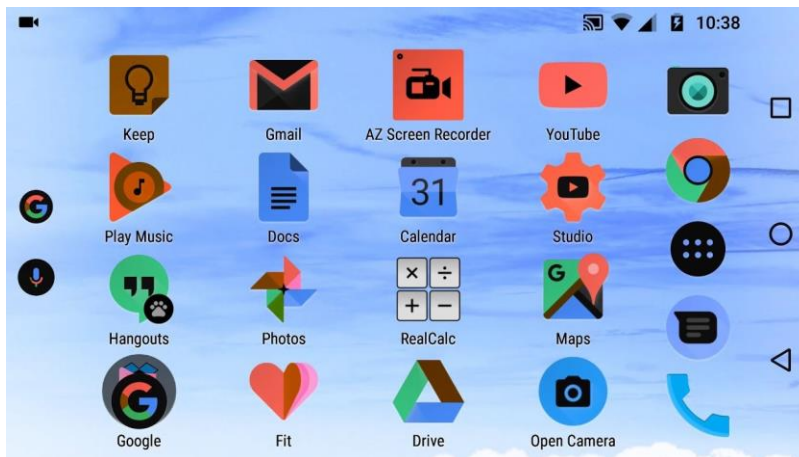 10:38
Keep Gmail AZ Screen Recorder YouTube
31
Play Music Docs Calendar Studio
G
Hangouts Photos RealCalc Maps
G
Google Fit Drive Open Camera